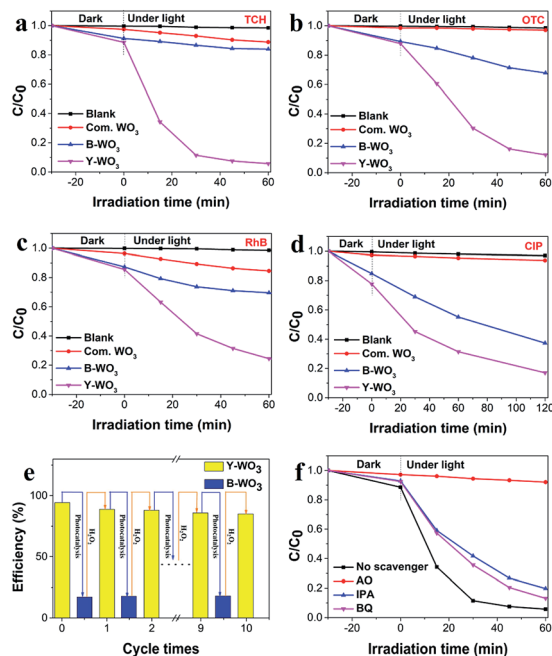 a
Dark
Under light
TCH
C/C0
1.0
0.8
0.6
0.4
0.2
0.0
Blank
Com. WO3
B-WO3
Y-WO3
-20
0
20
40
60
Irradiation time (min)
b
Dark
Under light
OTC
C/C0
1.0
0.8
0.6
0.4
0.2
0.0
Blank
Com. WO3
B-WO3
Y-WO3
-20
0
20
40
60
Irradiation time (min)
c
Dark
Under light
RhB
C/C0
1.0
0.8
0.6
0.4
0.2
0.0
Blank
Com. WO3
B-WO3
Y-WO3
-20
0
20
40
60
Irradiation time (min)
d
Dark
Under light
CIP
C/C0
1.0
0.8
0.6
0.4
0.2
0.0
Blank
Com. WO3
B-WO3
Y-WO3
-20
0
20
40
60
80
100
120
Irradiation time (min)
e
Y-WO3
B-WO3
Efficiency (%)
100
50
0
Photocatalysis
H2O2
Photocatalysis
H2O2
Photocatalysis
H2O2
Photocatalysis
H2O2
0
1
2
9
10
Cycle times
f
Dark
Under light
C/C0
1.0
0.8
0.6
0.4
0.2
0.0
No scavenger
AO
IPA
BQ
-20
0
20
40
60
Irradiation time (min)